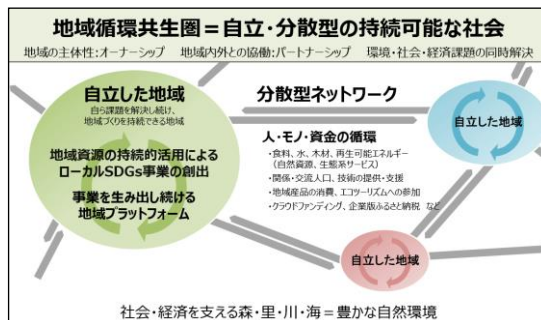 地域循環共生圏＝自立・分散型の持続可能な社会
地域の主体性:オーナーシップ　地域内外との協働:パートナーシップ　環境・社会・経済課題の同時解決
自立した地域
自ら課題を解決し続け、
地域づくりを持続できる地域
地域資源の持続的活用による
ローカルSDGs事業の創出
事業を生み出し続ける
地域プラットフォーム
分散型ネットワーク
人・モノ・資金の循環
・食料、水、木材、再生可能エネルギー
（自然資源、生態系サービス）
・関係・交流人口、技術の提供・支援
・地域産品の消費、エコツーリズムへの参加
・クラウドファンディング、企業版ふるさと納税　など
自立した地域
自立した地域
社会・経済を支える森・里・川・海＝豊かな自然環境